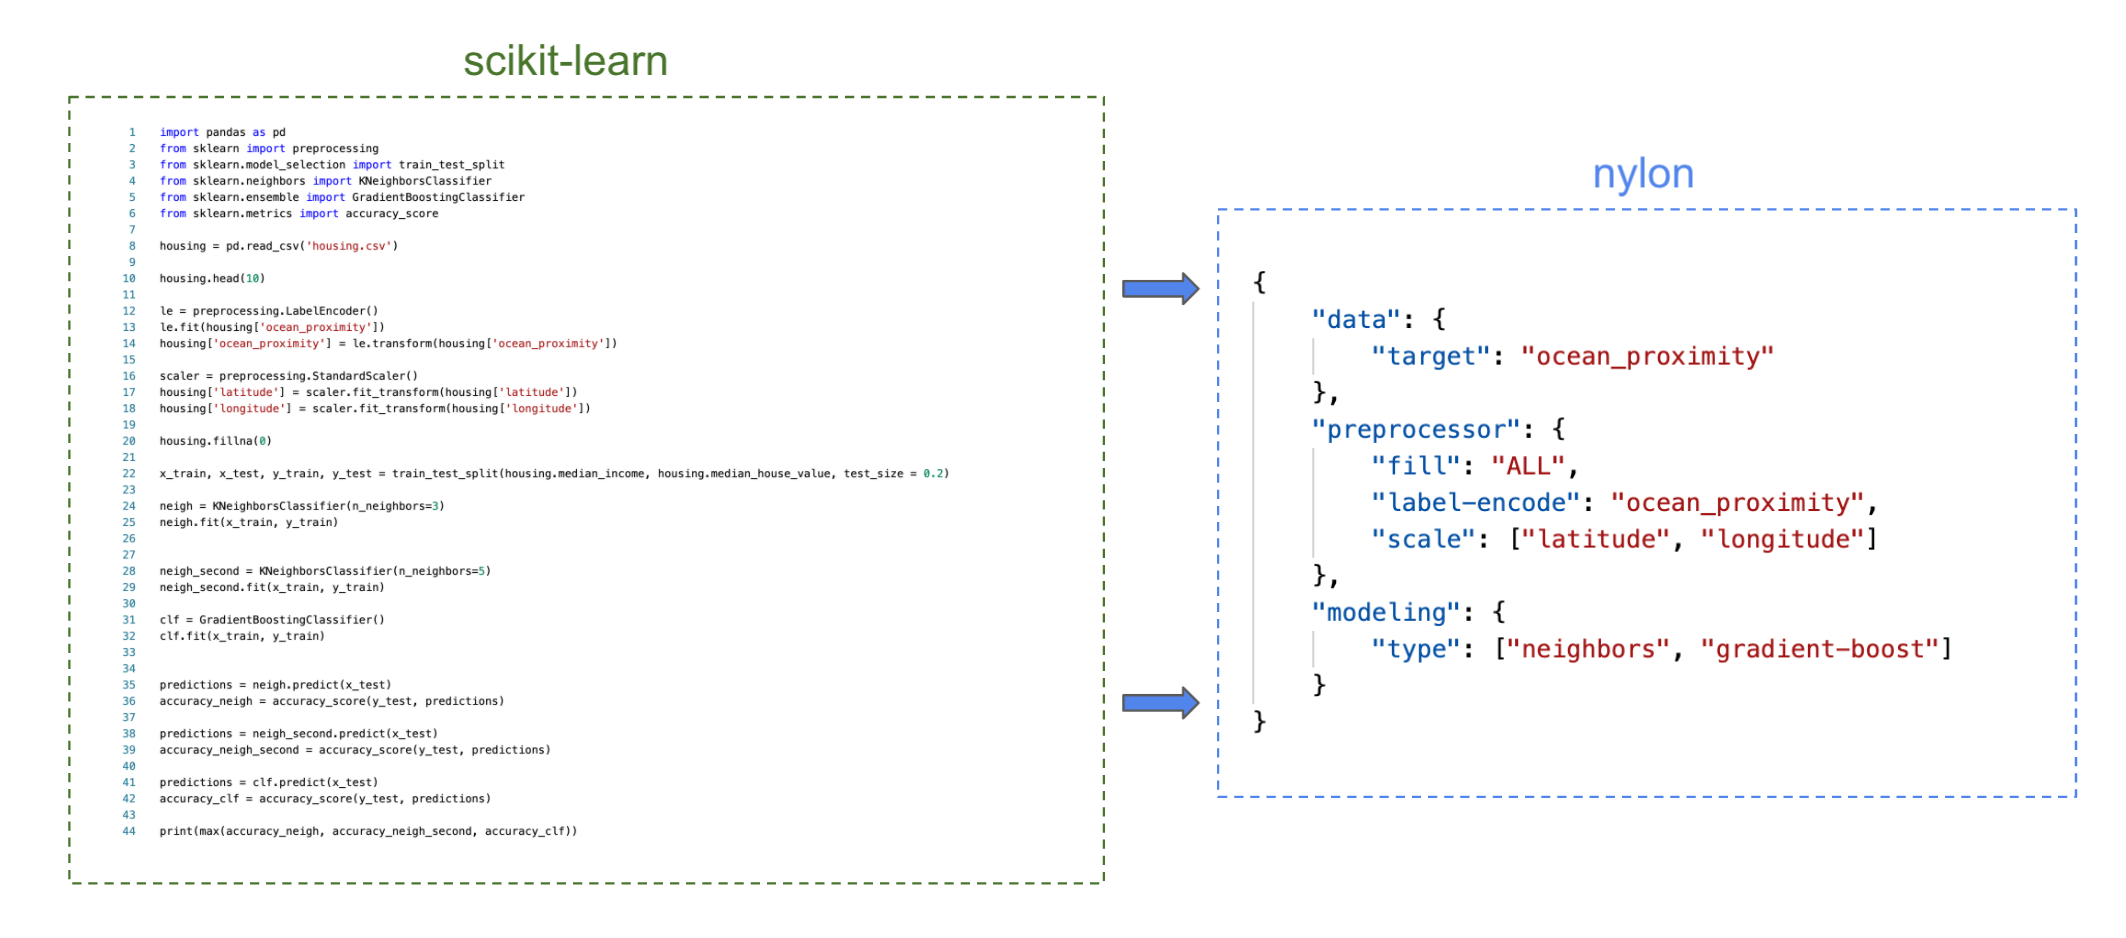 scikit-learn
1 import pandas as pd
2 from sklearn import preprocessing
3 from sklearn.model_selection import train_test_split
4 from sklearn.neighbors import KNeighborsClassifier
5 from sklearn.ensemble import GradientBoostingClassifier
6 from sklearn.metrics import accuracy_score
7
8 housing = pd.read_csv('housing.csv')
9
10 housing.head(10)
11
12 le = preprocessing.LabelEncoder()
13 le.fit(housing['ocean_proximity'])
14 housing['ocean_proximity'] = le.transform(housing['ocean_proximity'])
15
16 scaler = preprocessing.StandardScaler()
17 housing['latitude'] = scaler.fit_transform(housing['latitude'])
18 housing['longitude'] = scaler.fit_transform(housing['longitude'])
19
20 housing.fillna(0)
21
22 x_train, x_test, y_train, y_test = train_test_split(housing.median_income, housing.median_house_value, test_size = 0.2)
23
24 neigh = KNeighborsClassifier(n_neighbors=3)
25 neigh.fit(x_train, y_train)
26
27
28 neigh_second = KNeighborsClassifier(n_neighbors=5)
29 neigh_second.fit(x_train, y_train)
30
31 clf = GradientBoostingClassifier()
32 clf.fit(x_train, y_train)
33
34
35 predictions = neigh.predict(x_test)
36 accuracy_neigh = accuracy_score(y_test, predictions)
37
38 predictions = neigh_second.predict(x_test)
39 accuracy_neigh_second = accuracy_score(y_test, predictions)
40
41 predictions = clf.predict(x_test)
42 accuracy_clf = accuracy_score(y_test, predictions)
43
44 print(max(accuracy_neigh, accuracy_neigh_second, accuracy_clf))
nylon
{
"data": {
"target": "ocean_proximity"
},
"preprocessor": {
"fill": "ALL",
"label-encode": "ocean_proximity",
"scale": ["latitude", "longitude"]
},
"modeling": {
"type": ["neighbors", "gradient-boost"]
}
}